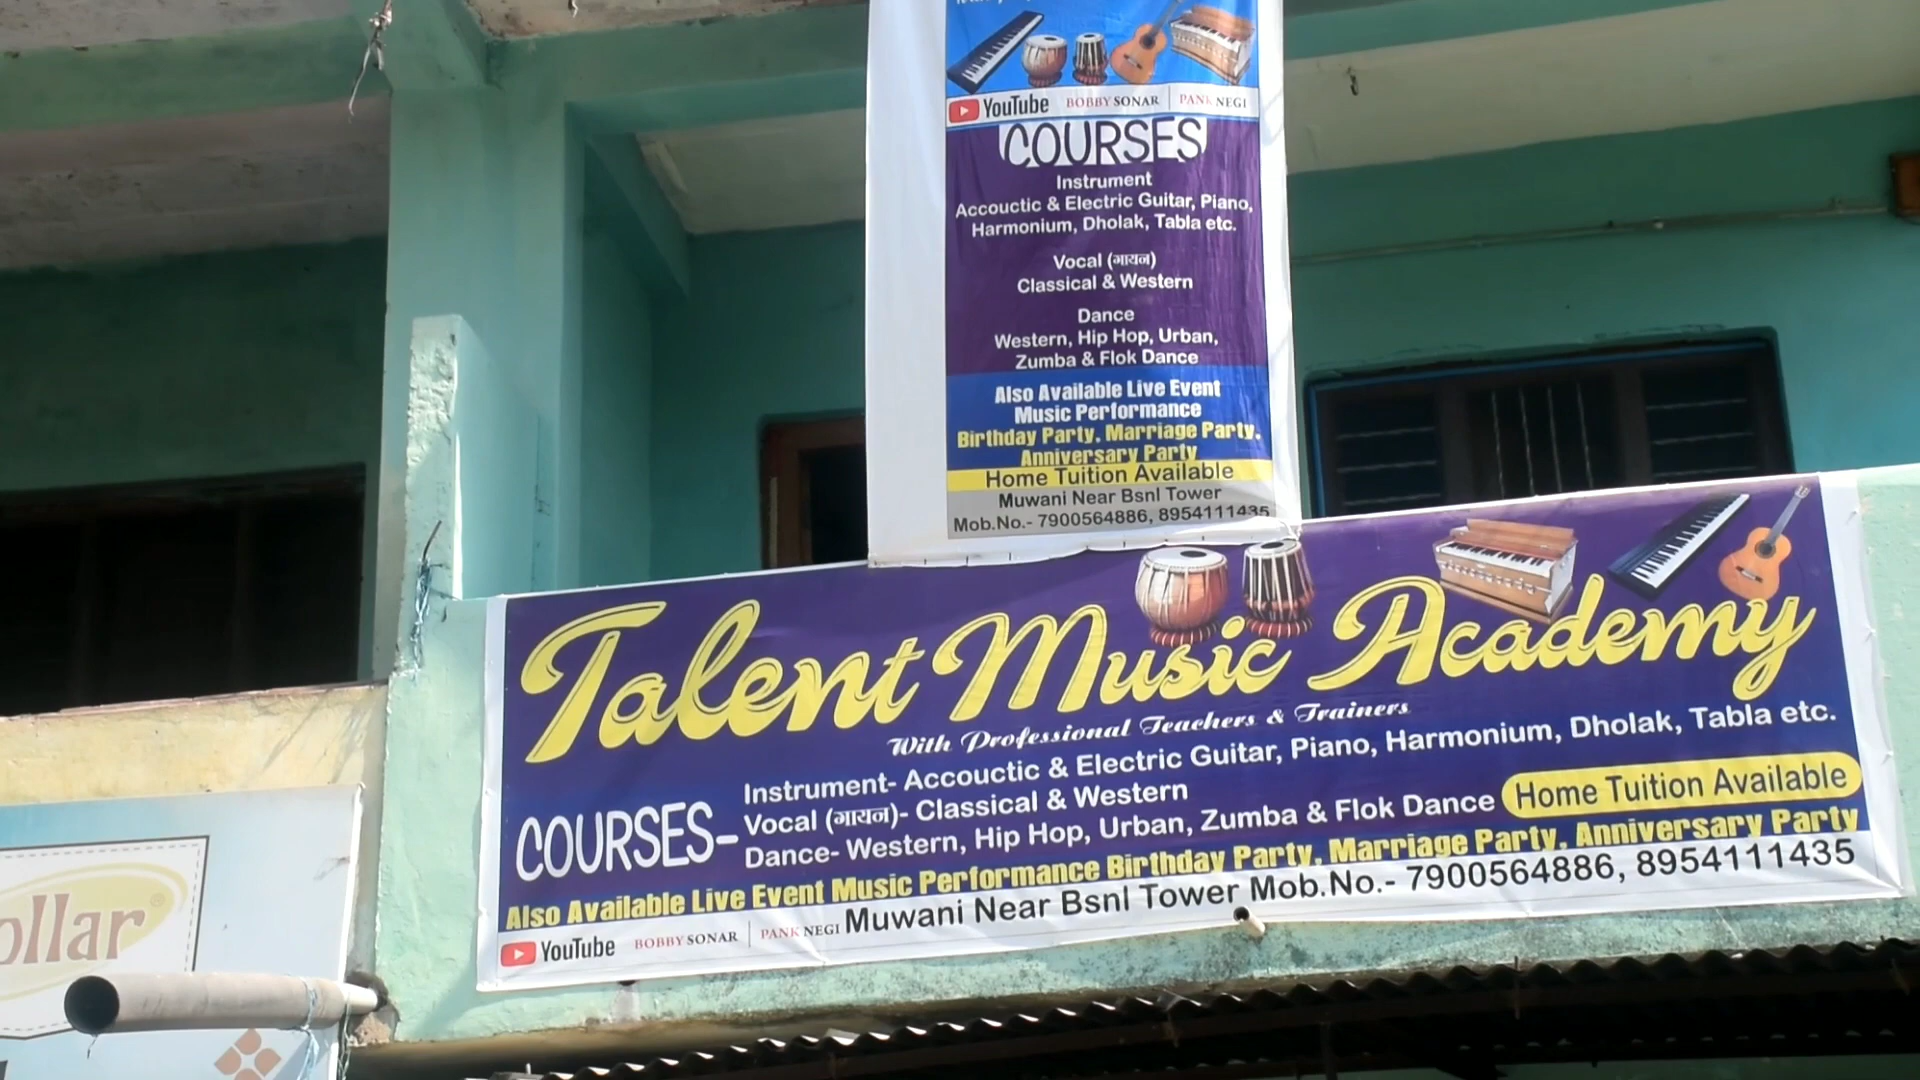 YouTube BOBBY SONAR PANK NEGI
COURSES
Instrument
Accouctic & Electric Guitar, Piano,
Harmonium, Dholak, Tabla etc.
Vocal (गायन)
Classical & Western
Dance
Western, Hip Hop, Urban,
Zumba & Flok Dance
Also Available Live Event
Music Performance
Birthday Party, Marriage Party,
Anniversary Party
Home Tuition Available
Muwani Near Bsnl Tower
Mob.No.- 7900564886, 8954111435
Talent Music Academy
With Professional Teachers & Trainers
COURSES-
Instrument- Accouctic & Electric Guitar, Piano, Harmonium, Dholak, Tabla etc.
Vocal (गायन)- Classical & Western
Dance- Western, Hip Hop, Urban, Zumba & Flok Dance
Home Tuition Available
Also Available Live Event Music Performance Birthday Party, Marriage Party, Anniversary Party
YouTube BOBBY SONAR PANK NEGI Muwani Near Bsnl Tower Mob.No.- 7900564886, 8954111435
ollar